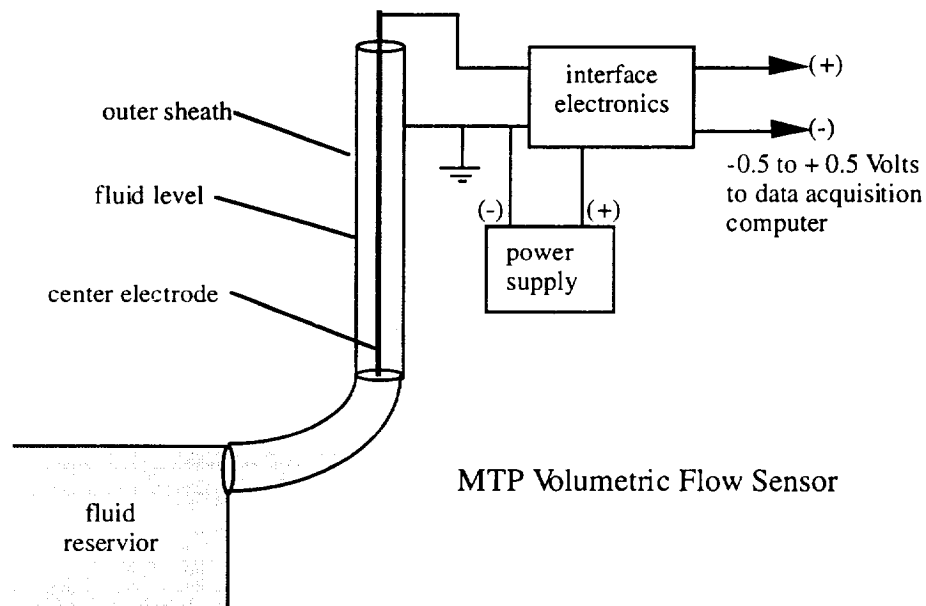 interface
electronics
(+)
(-)
outer sheath
-0.5 to + 0.5 Volts
to data acquisition
computer
fluid level
(-)
(+)
power
supply
center electrode
MTP Volumetric Flow Sensor
fluid
reservior